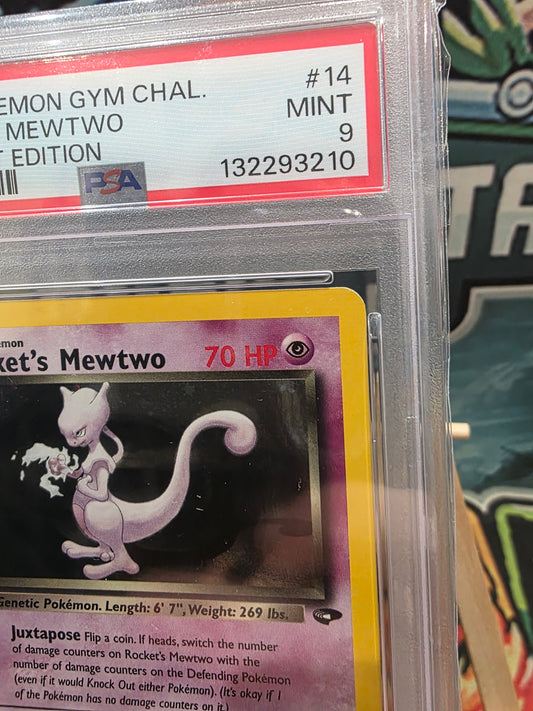 EMON GYM CHAL. #14
MEWTWO MINT
T EDITION 9
PSA 132293210
emon
ket's Mewtwo 70 HP
Genetic Pokémon. Length: 6' 7", Weight: 269 lbs.
Juxtapose Flip a coin. If heads, switch the number
of damage counters on Rocket's Mewtwo with the
number of damage counters on the Defending Pokémon
(even if it would Knock Out either Pokémon). (It's okay if 1
of the Pokémon has no damage counters on it.)
TA